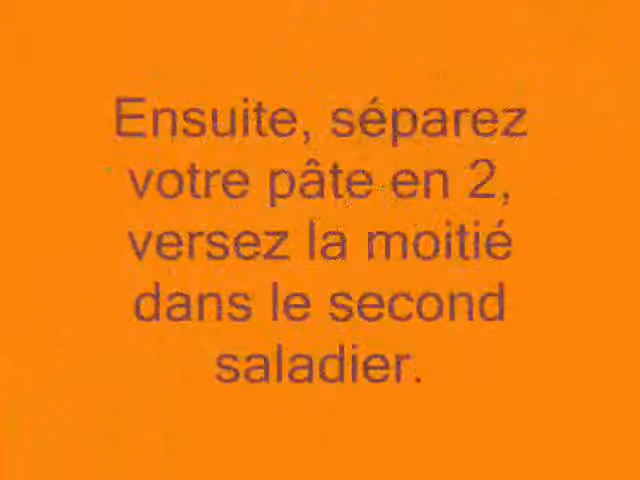 Ensuite, séparez
votre pâte en 2,
versez la moitié
dans le second
saladier.